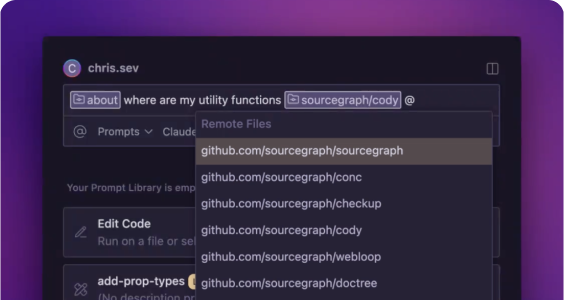 C chris.sev
about where are my utility functions sourcegraph/cody @
@ Prompts Claude
Remote Files
github.com/sourcegraph/sourcegraph
github.com/sourcegraph/conc
github.com/sourcegraph/checkup
github.com/sourcegraph/cody
github.com/sourcegraph/webloop
github.com/sourcegraph/doctree
Your Prompt Library is emp
Edit Code
Run on a file or sel
add-prop-types
(No description pr